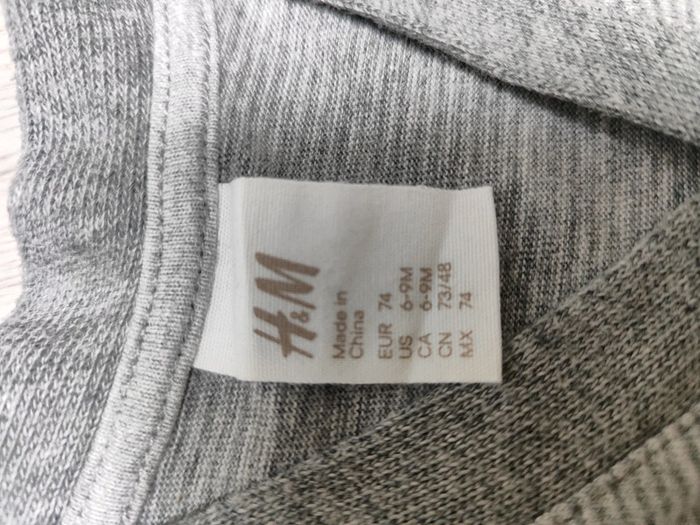 H&M
Made in
China
EUR 74
US 6-9M
CA 6-9M
CN 73/48
MX 74